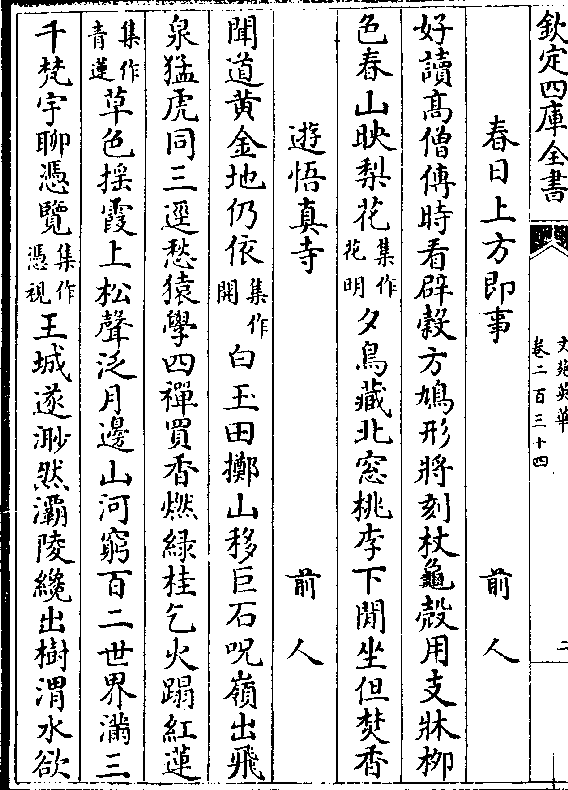 欽定四庫全書
文苑英華
卷二百三十四
二
春日上方即事 前人
好讀髙僧傳時看辟穀方鳩形將刻杖龜殻用支牀柳
色春山映梨花集作花明夕鳥藏北窓桃李下閒坐但焚香
遊悟真寺 前人
聞道黄金地仍依集作開白玉田擲山移巨石呪嶺出飛
泉猛虎同三逕愁猿學四禪買香燃緑桂乞火蹋紅蓮
集作青蓮草色揺霞上松聲泛月邊山河窮百二世界滿三
千梵宇聊憑覽集作憑視王城遂渺然灞陵纔出樹渭水欲